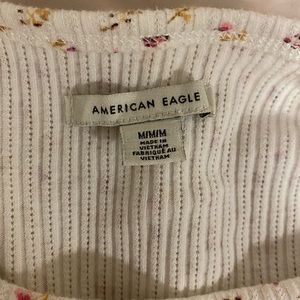 AMERICAN EAGLE
M/M/M
MADE IN
VIETNAM
FABRIQUÉ AU
VIETNAM